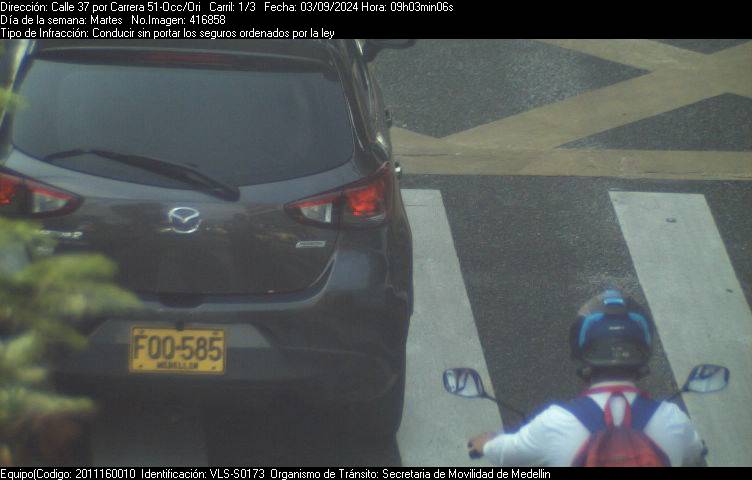 Dirección: Calle 37 por Carrera 51-Occ/Ori Carril: 1/3 Fecha: 03/09/2024 Hora: 09h03min06s
Día de la semana: Martes No.Imagen: 416858
Tipo de Infracción: Conducir sin portar los seguros ordenados por la ley
FOO-585
MEDELLIN
Equipo(Codigo: 2011160010 Identificación: VLS-S0173 Organismo de Tránsito: Secretaria de Movilidad de Medellin